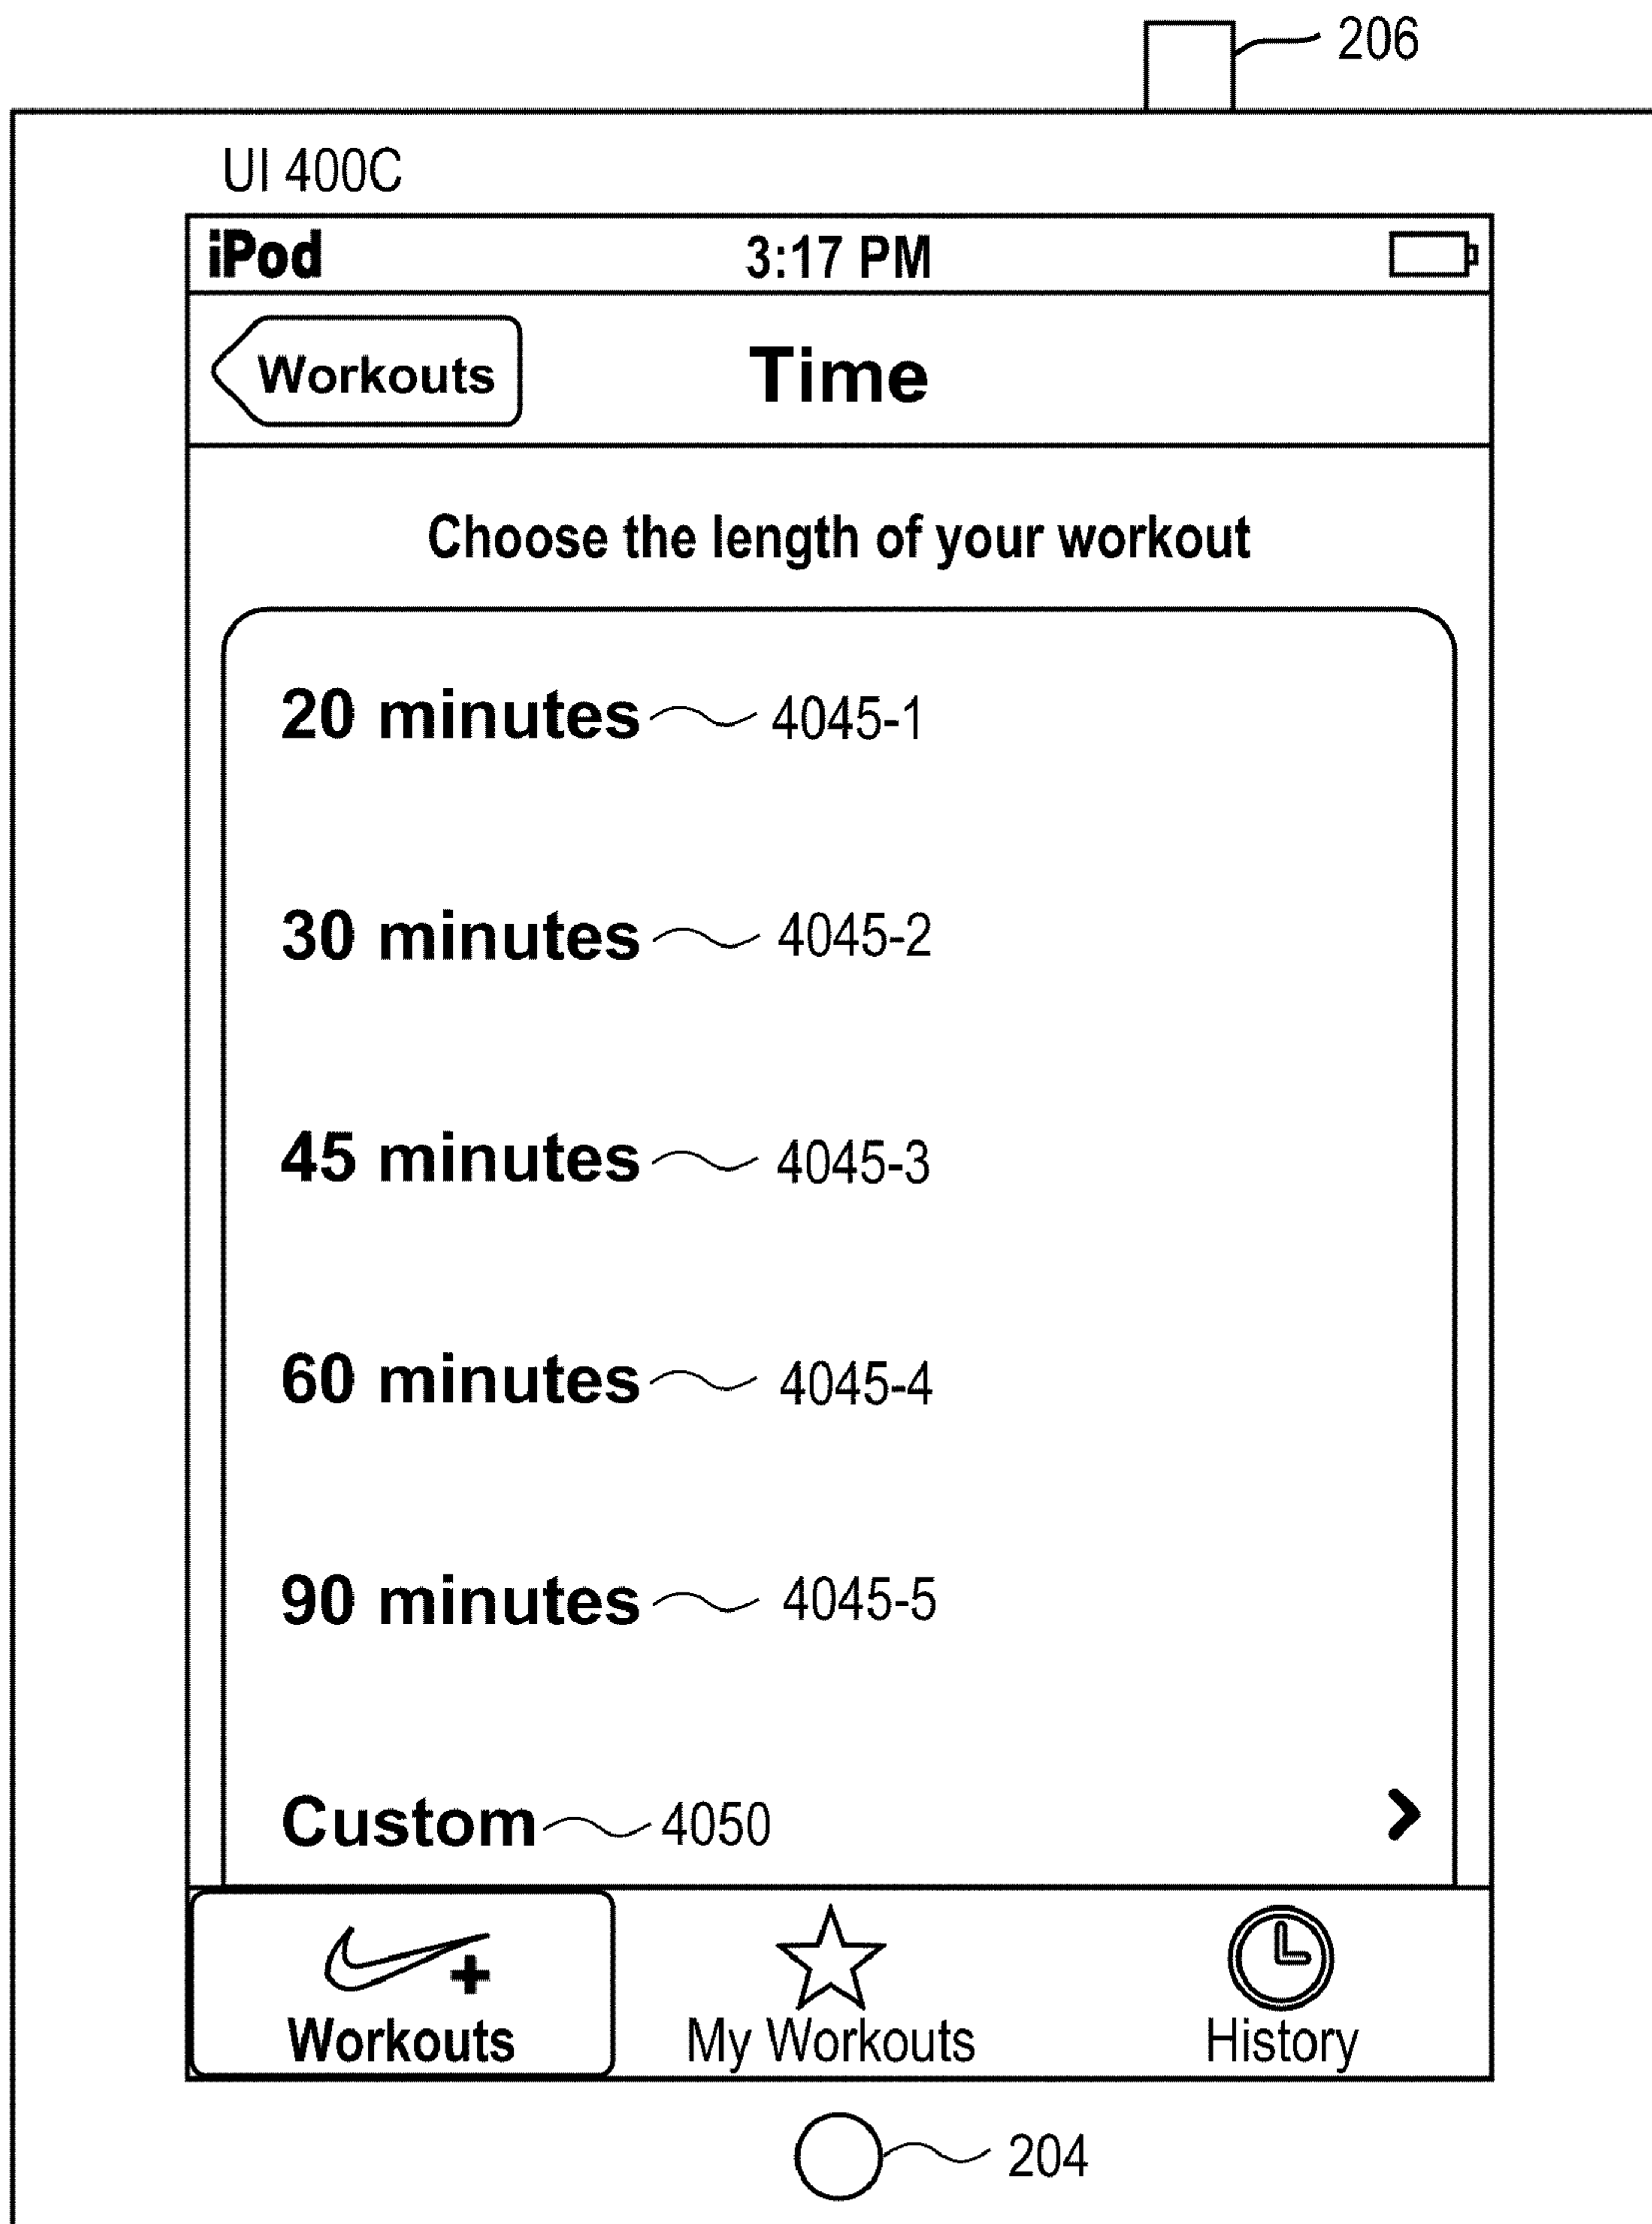 206
UI 400C
iPod 3:17 PM
Workouts Time
Choose the length of your workout
20 minutes 4045-1
30 minutes 4045-2
45 minutes 4045-3
60 minutes 4045-4
90 minutes 4045-5
Custom 4050 >
+
Workouts My Workouts History
204